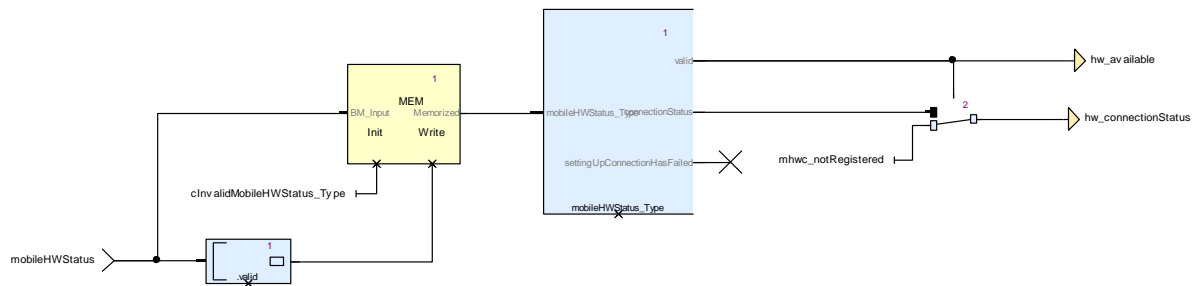 1
valid
hw_available
1
MEM
BM_Input
Memorized
Init
Write
mobileHWStatus_Type
connectionStatus
2
hw_connectionStatus
settingUpConnectionHasFailed
mhwc_notRegistered
cInvalidMobileHWStatus_Type
mobileHWStatus_Type
mobileHWStatus
1
.valid